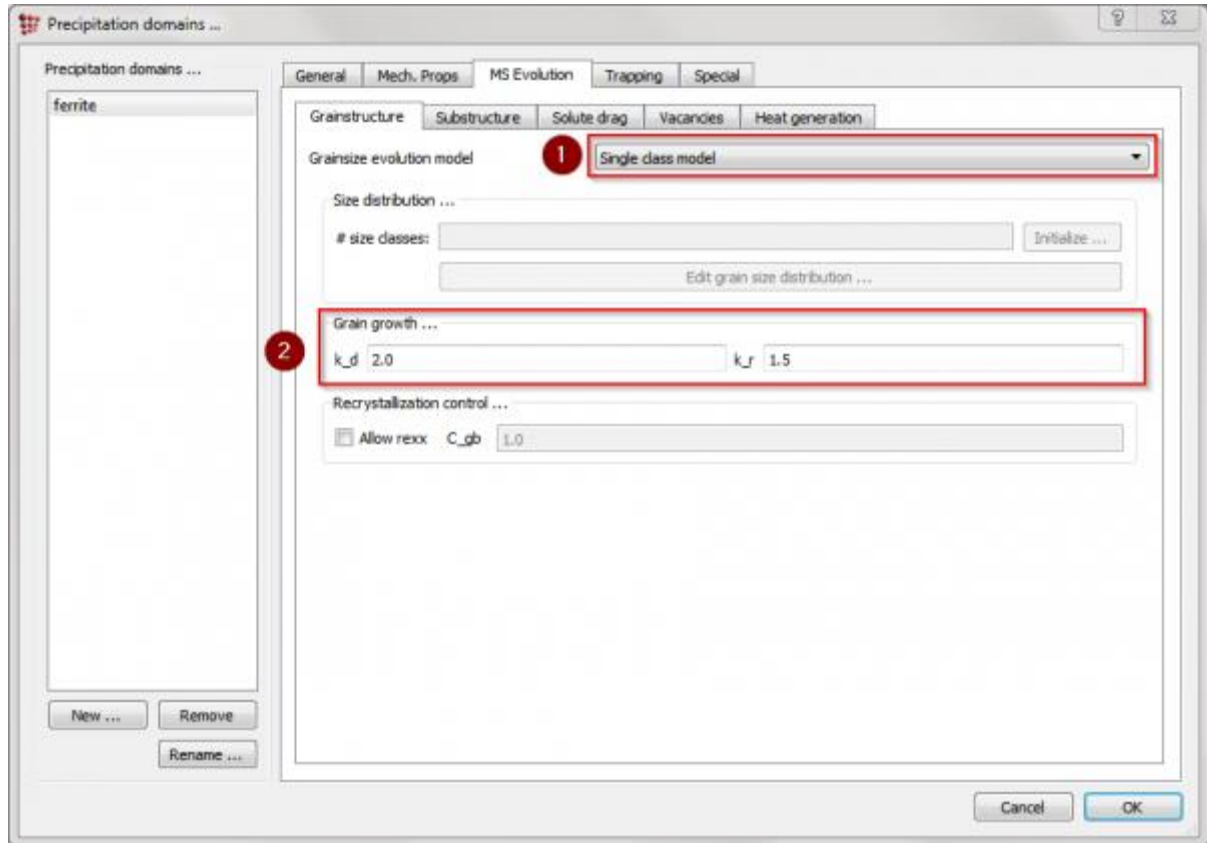 Precipitation domains ...
Precipitation domains ...
ferrite
New ...
Remove
Rename ...
General Mech. Props MS Evolution Trapping Special
Grainstructure Substructure Solute drag Vacancies Heat generation
Grainsize evolution model 1 Single class model
Size distribution ...
# size classes: Initialize ...
Edit grain size distribution ...
Grain growth ...
2 k_d 2.0 k_r 1.5
Recrystallization control ...
Allow rexx C_gb 1.0
Cancel OK